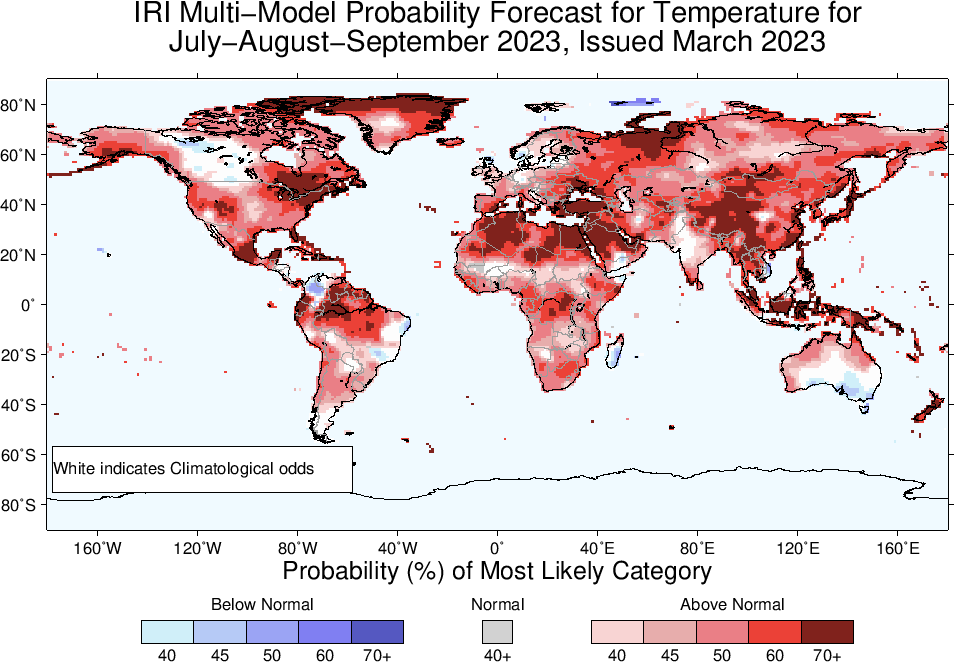 IRI Multi−Model Probability Forecast for Temperature for
July−August−September 2023, Issued March 2023
80˚N
60˚N
40˚N
20˚N
0˚
20˚S
40˚S
60˚S
80˚S
White indicates Climatological odds
160˚W 120˚W 80˚W 40˚W 0˚ 40˚E 80˚E 120˚E 160˚E
Probability (%) of Most Likely Category
Below Normal Normal Above Normal
40 45 50 60 70+ 40+ 40 45 50 60 70+